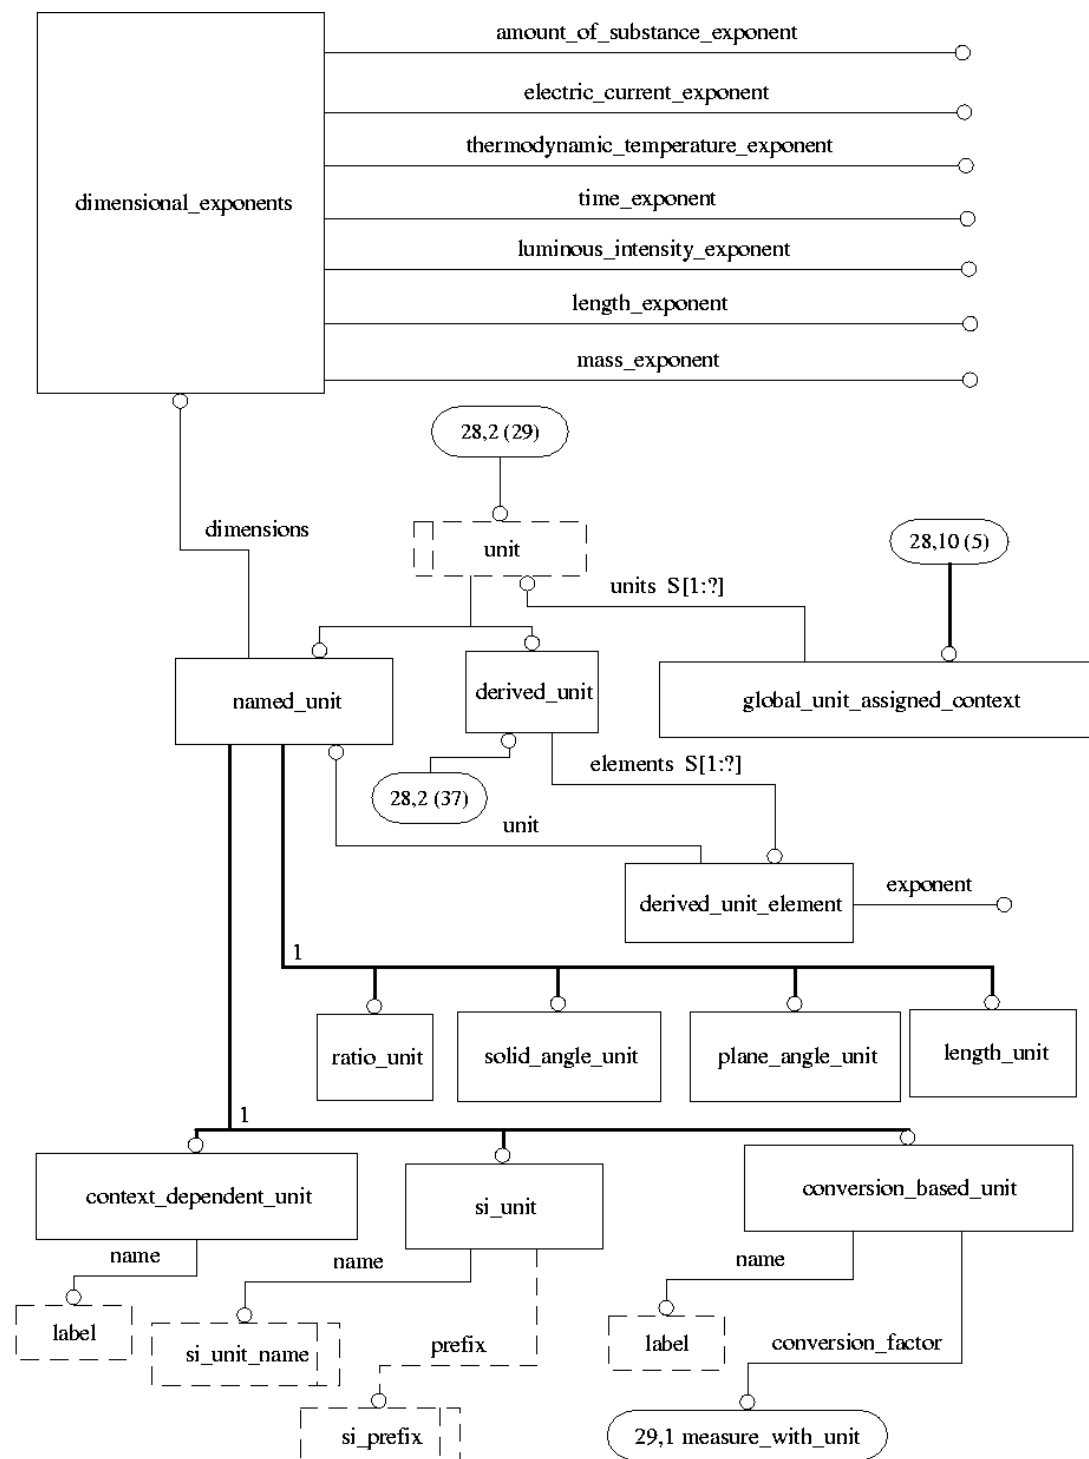 amount_of_substance_exponent
electric_current_exponent
thermodynamic_temperature_exponent
dimensional_exponents
time_exponent
luminous_intensity_exponent
length_exponent
mass_exponent
28,2 (29)
dimensions
unit
28,10 (5)
units S[1:?]
named_unit
derived_unit
global_unit_assigned_context
elements S[1:?]
28,2 (37)
unit
derived_unit_element
exponent
1
ratio_unit
solid_angle_unit
plane_angle_unit
length_unit
1
context_dependent_unit
si_unit
conversion_based_unit
name
name
name
label
si_unit_name
prefix
label
conversion_factor
si_prefix
29,1 measure_with_unit